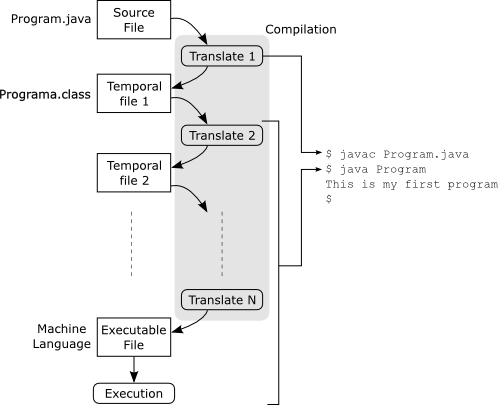 Program.java
Source
File
Compilation
Translate 1
Programa.class
Temporal
file 1
Translate 2
Temporal
file 2
$ javac Program.java
$ java Program
This is my first program
$
Translate N
Machine
Language
Executable
File
Execution